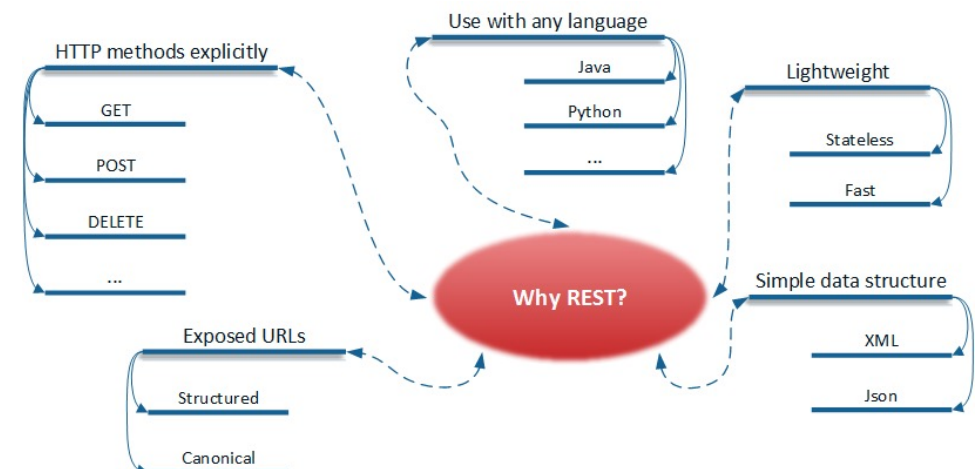 HTTP methods explicitly
GET
POST
DELETE
...
Use with any language
Java
Python
...
Lightweight
Stateless
Fast
Why REST?
Simple data structure
XML
Json
Exposed URLs
Structured
Canonical